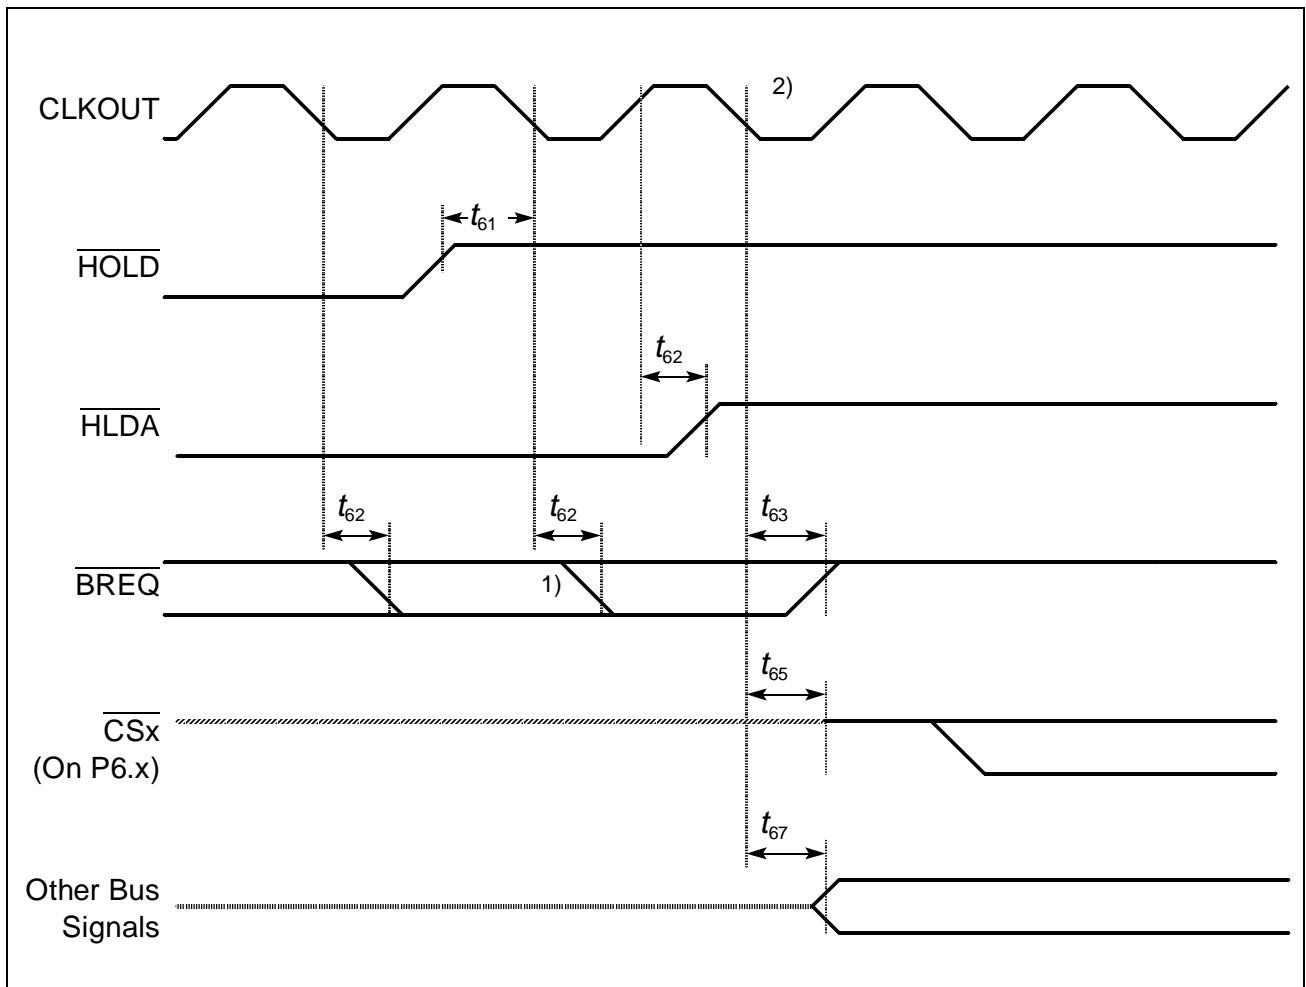 2)
CLKOUT
t61
HOLD
t62
HLDA
t62
t62
t63
BREQ
1)
t65
CSx
(On P6.x)
t67
Other Bus
Signals